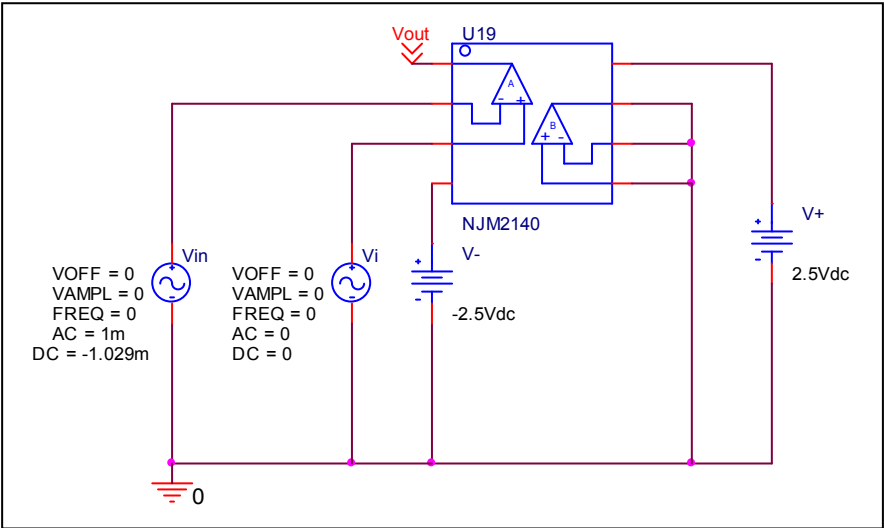 Vout
U19
A
- +
B
+ -
NJM2140
+
Vin
-
VOFF = 0
VAMPL = 0
FREQ = 0
AC = 1m
DC = -1.029m
+
Vi
-
VOFF = 0
VAMPL = 0
FREQ = 0
AC = 0
DC = 0
+
V-
-
-2.5Vdc
+
V+
-
2.5Vdc
0